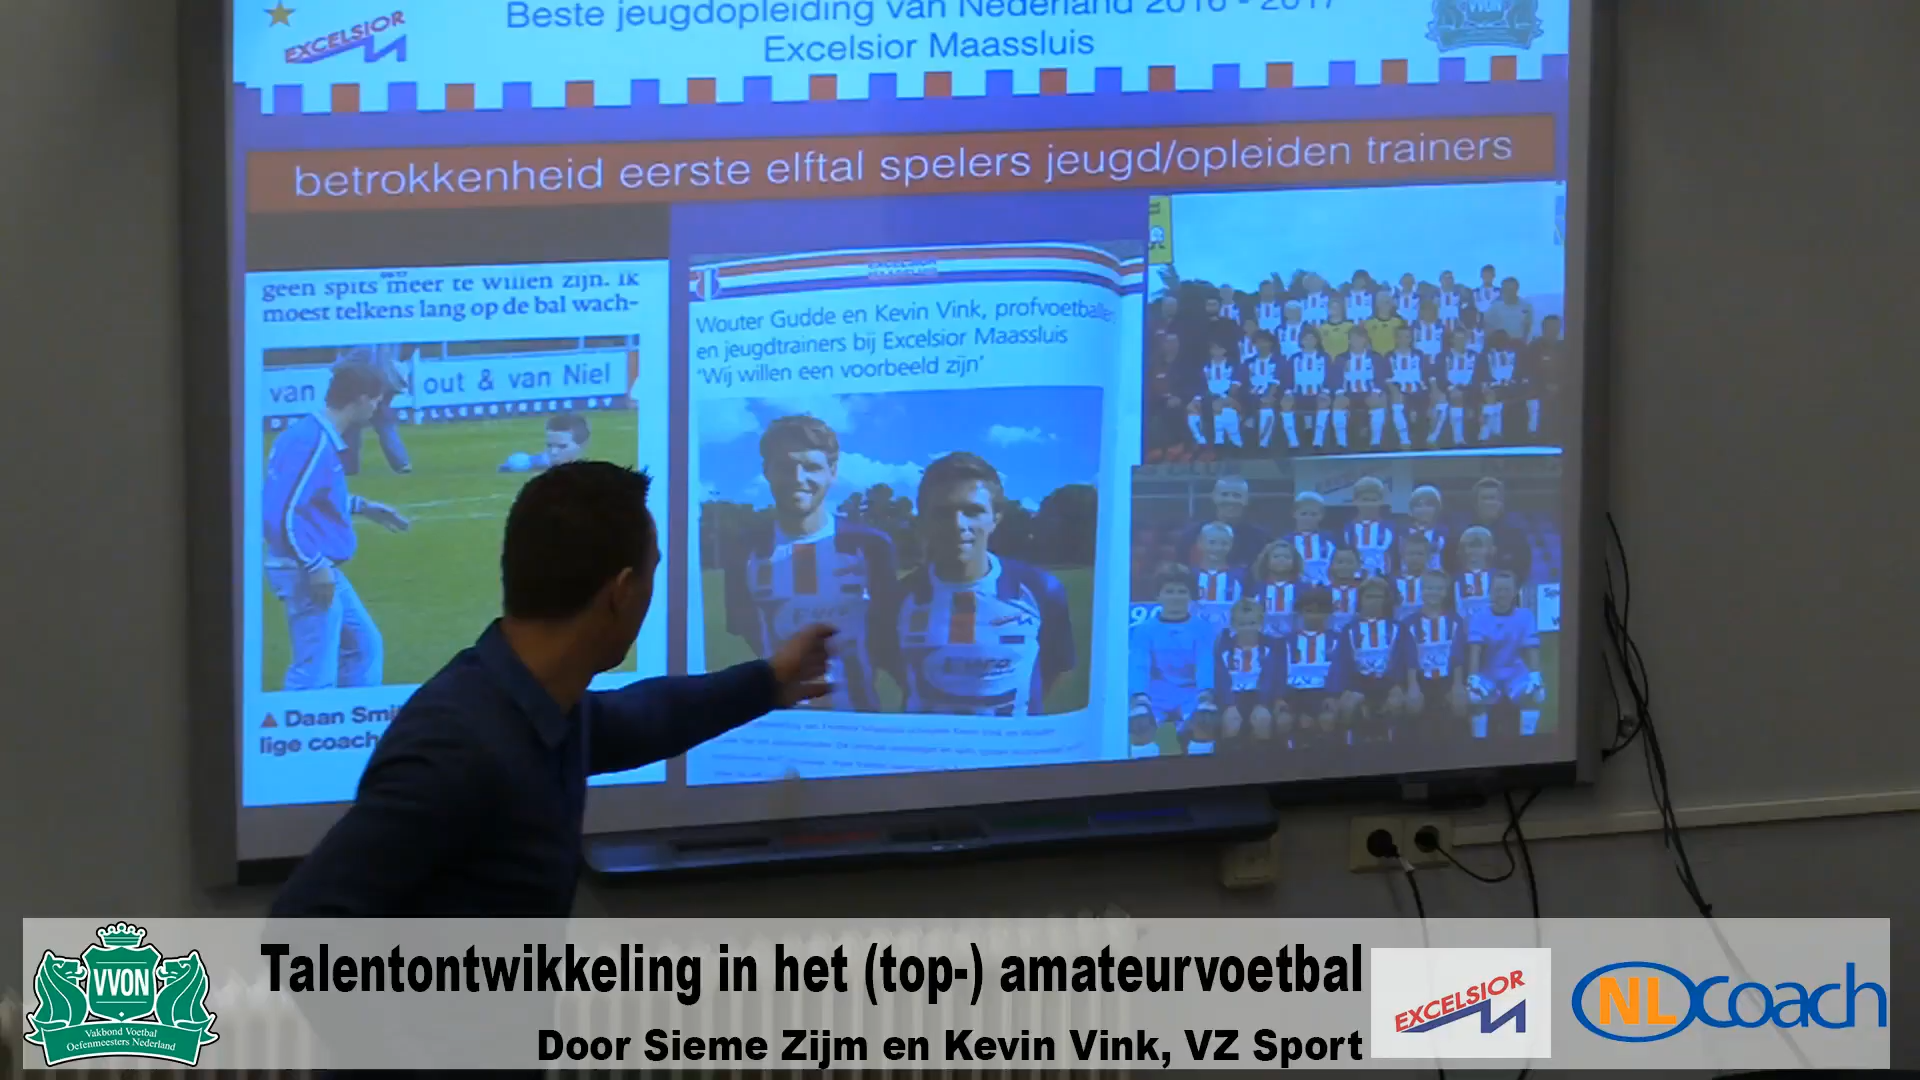 Beste jeugdopleiding van Nederland 2016 - 2017
EXCELSIOR M
Excelsior Maassluis
betrokkenheid eerste elftal spelers jeugd/opleiden trainers
geen spits meer te willen zijn. Ik
moest telkens lang op de bal wach-
van
out & van Niel
Daan Smi
lige coach
EXCELSIOR
MAASSLUIS
Wouter Gudde en Kevin Vink, profvoetballer
en jeugdtrainers bij Excelsior Maassluis
'Wij willen een voorbeeld zijn'
VVON
Vakbond Voetbal
Oefenmeesters Nederland
Talentontwikkeling in het (top-) amateurvoetbal
Door Sieme Zijm en Kevin Vink, VZ Sport
EXCELSIOR M
NLCoach